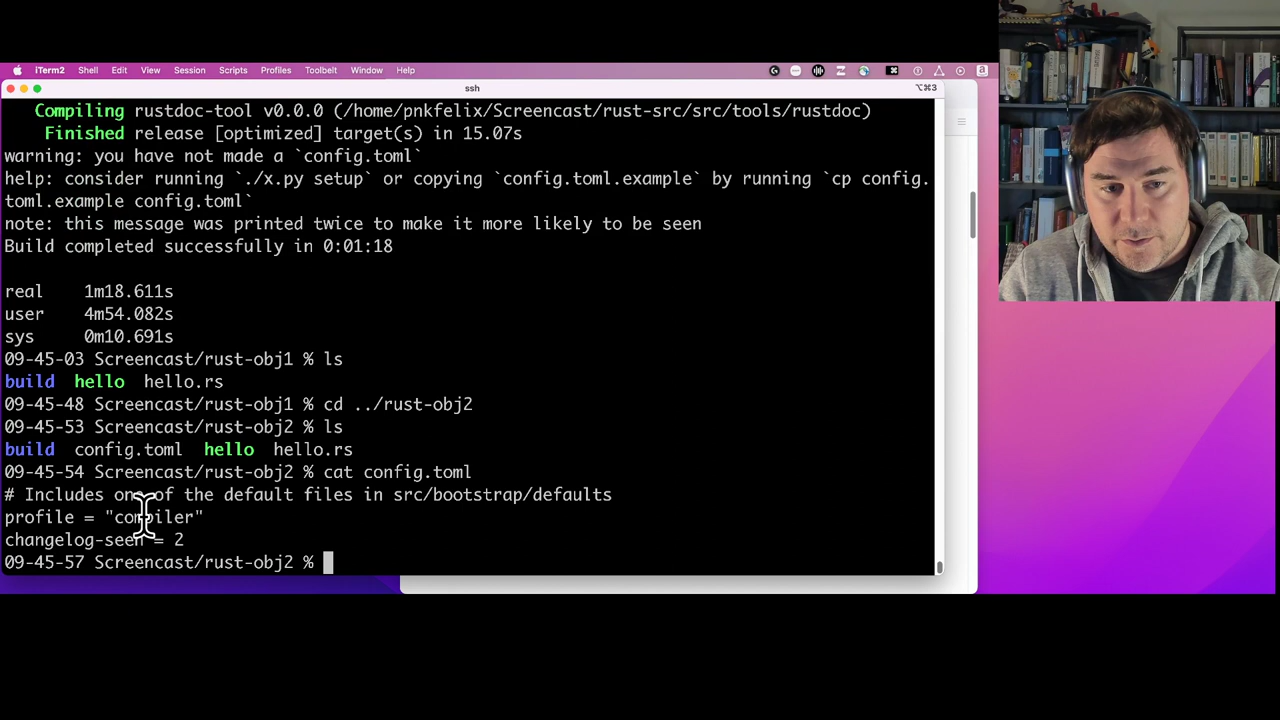 iTerm2 Shell Edit View Session Scripts Profiles Toolbelt Window Help
ssh
⌥⌘3
Compiling rustdoc-tool v0.0.0 (/home/pnkfelix/Screencast/rust-src/src/tools/rustdoc)
Finished release [optimized] target(s) in 15.07s
warning: you have not made a `config.toml`
help: consider running `./x.py setup` or copying `config.toml.example` by running `cp config.
toml.example config.toml`
note: this message was printed twice to make it more likely to be seen
Build completed successfully in 0:01:18
real 1m18.611s
user 4m54.082s
sys 0m10.691s
09-45-03 Screencast/rust-obj1 % ls
build hello hello.rs
09-45-48 Screencast/rust-obj1 % cd ../rust-obj2
09-45-53 Screencast/rust-obj2 % ls
build config.toml hello hello.rs
09-45-54 Screencast/rust-obj2 % cat config.toml
# Includes one of the default files in src/bootstrap/defaults
profile = "compiler"
changelog-seen = 2
09-45-57 Screencast/rust-obj2 %